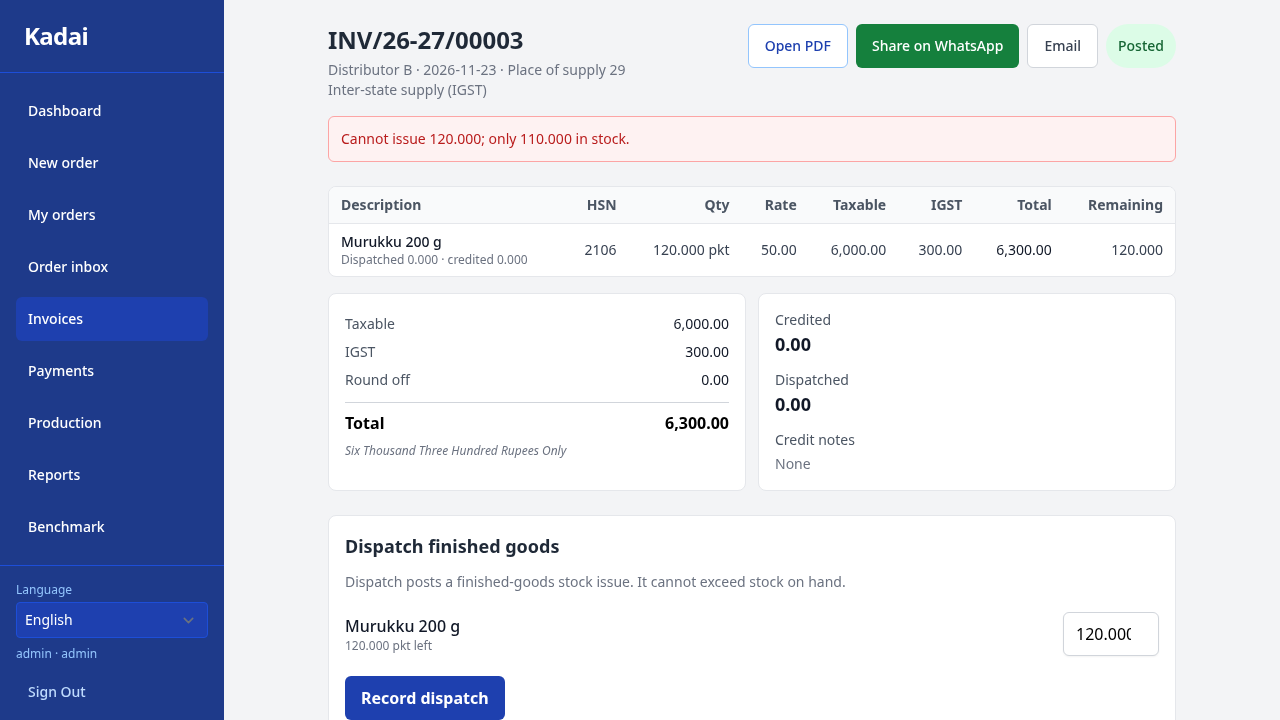 Kadai
Dashboard
New order
My orders
Order inbox
Invoices
Payments
Production
Reports
Benchmark
Language
English
admin · admin
Sign Out
INV/26-27/00003
Distributor B · 2026-11-23 · Place of supply 29
Inter-state supply (IGST)
Open PDF
Share on WhatsApp
Email
Posted
Cannot issue 120.000; only 110.000 in stock.
Description HSN Qty Rate Taxable IGST Total Remaining
Murukku 200 g 2106 120.000 pkt 50.00 6,000.00 300.00 6,300.00 120.000
Dispatched 0.000 · credited 0.000
Taxable 6,000.00
IGST 300.00
Round off 0.00
Total 6,300.00
Six Thousand Three Hundred Rupees Only
Credited
0.00
Dispatched
0.00
Credit notes
None
Dispatch finished goods
Dispatch posts a finished-goods stock issue. It cannot exceed stock on hand.
Murukku 200 g
120.000 pkt left
120.000
Record dispatch